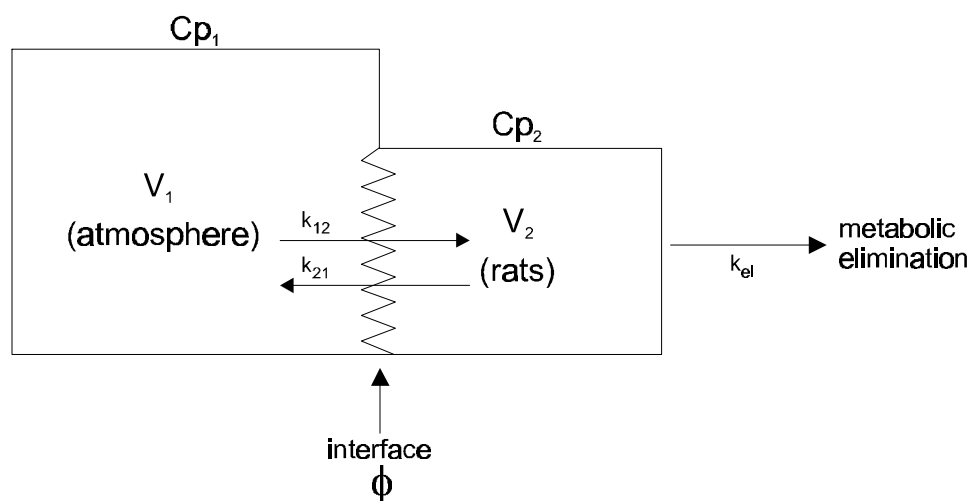 Cp₁
Cp₂
V₁
(atmosphere)
k₁₂
k₂₁
V₂
(rats)
kₑₗ
metabolic
elimination
interface
ϕ